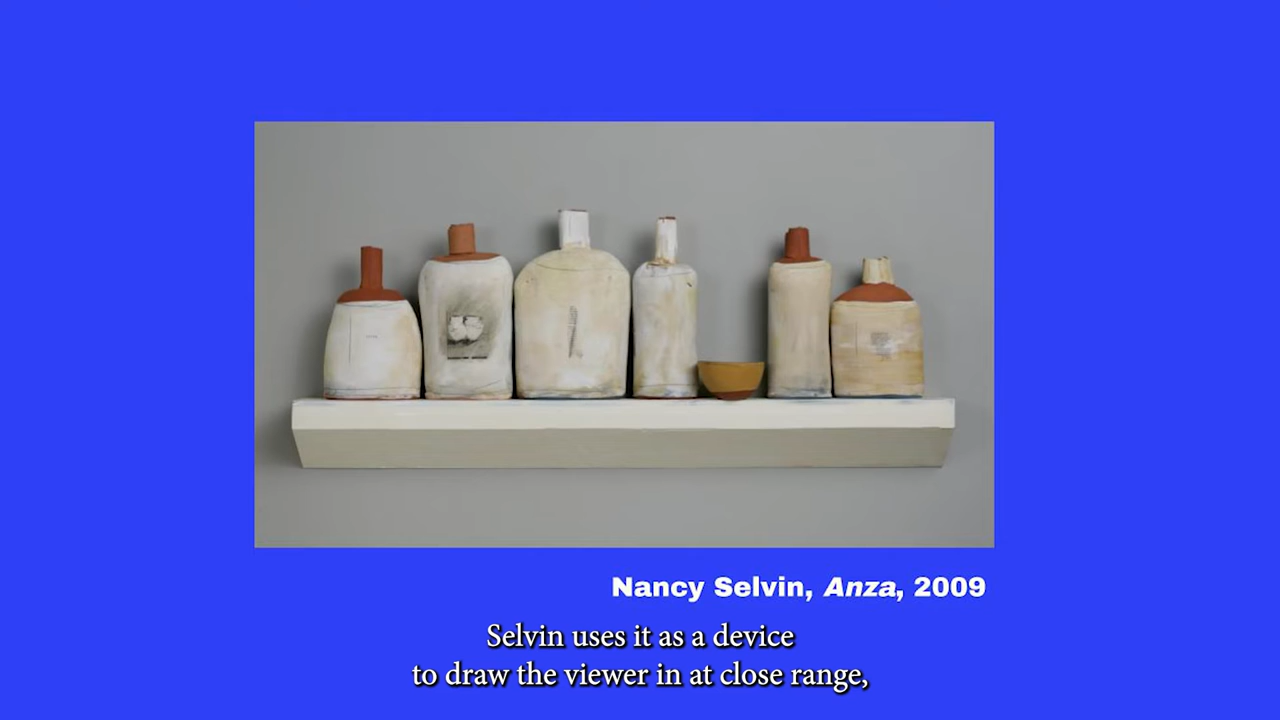 Nancy Selvin, Anza, 2009
Selvin uses it as a device
to draw the viewer in at close range,